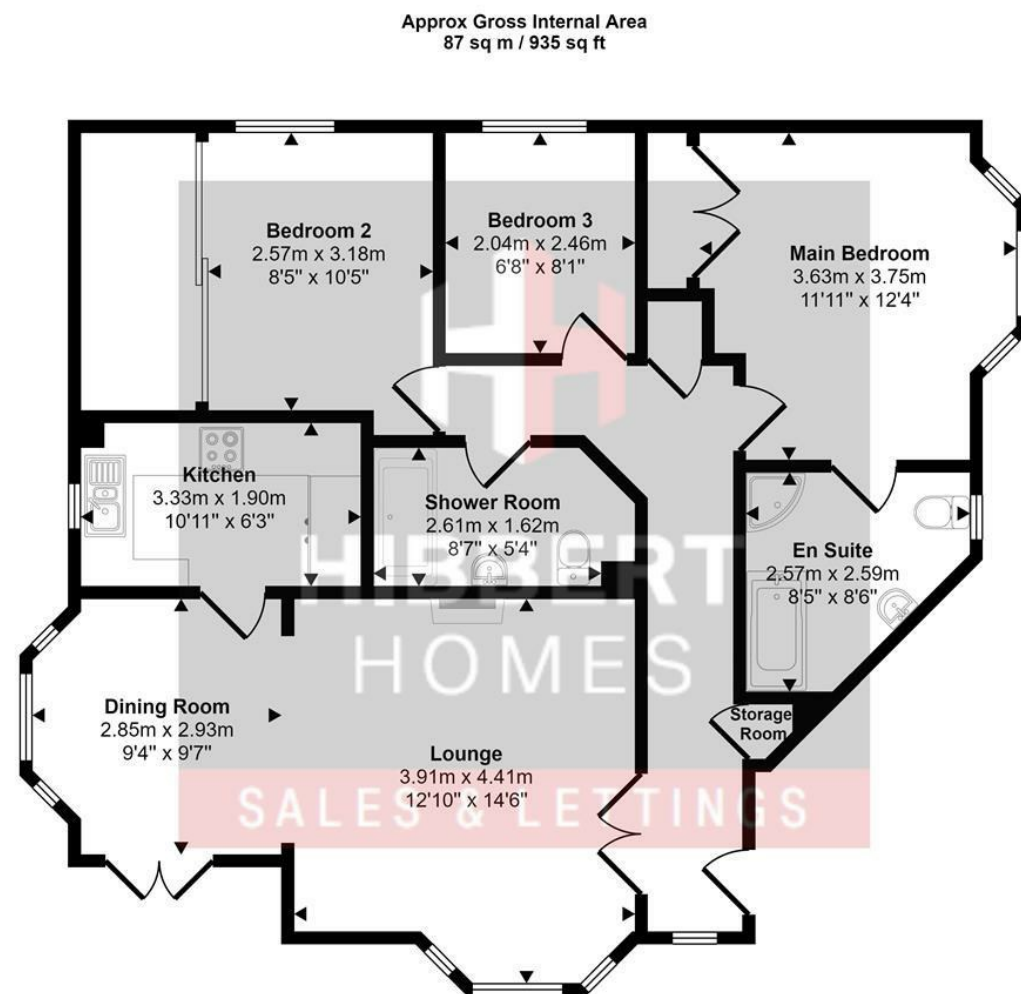 Approx Gross Internal Area
87 sq m / 935 sq ft
Bedroom 2
2.57m x 3.18m
8'5" x 10'5"
Bedroom 3
2.04m x 2.46m
6'8" x 8'1"
Main Bedroom
3.63m x 3.75m
11'11" x 12'4"
Kitchen
3.33m x 1.90m
10'11" x 6'3"
Shower Room
2.61m x 1.62m
8'7" x 5'4"
En Suite
2.57m x 2.59m
8'5" x 8'6"
HIBBERT
HOMES
SALES & LETTINGS
Dining Room
2.85m x 2.93m
9'4" x 9'7"
Lounge
3.91m x 4.41m
12'10" x 14'6"
Storage
Room